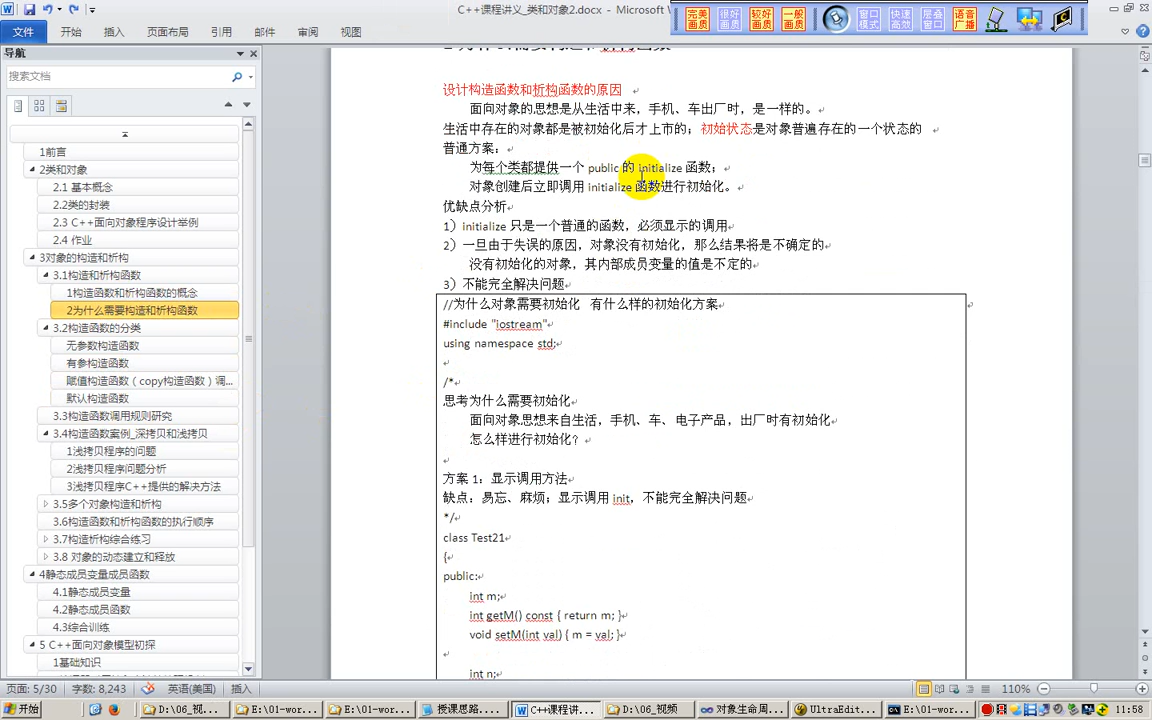 C++课程讲义_类和对象2.docx - Microsoft W
完美画质 很好画质 较好画质 一般画质 窗口模式 快速高效 层叠窗口 语音广播
文件 开始 插入 页面布局 引用 邮件 审阅 视图
导航
搜索文档
1前言
2类和对象
2.1 基本概念
2.2类的封装
2.3 C++面向对象程序设计举例
2.4 作业
3对象的构造和析构
3.1构造和析构函数
1构造函数和析构函数的概念
2为什么需要构造和析构函数
3.2构造函数的分类
无参数构造函数
有参构造函数
赋值构造函数（copy构造函数）调...
默认构造函数
3.3构造函数调用规则研究
3.4构造函数案例_深拷贝和浅拷贝
1浅拷贝程序的问题
2浅拷贝程序问题分析
3浅拷贝程序C++提供的解决方法
3.5多个对象构造和析构
3.6构造函数和析构函数的执行顺序
3.7构造析构综合练习
3.8 对象的动态建立和释放
4静态成员变量成员函数
4.1静态成员变量
4.2静态成员函数
4.3综合训练
5 C++面向对象模型初探
1基础知识
设计构造函数和析构函数的原因
面向对象的思想是从生活中来，手机、车出厂时，是一样的。
生活中存在的对象都是被初始化后才上市的；初始状态是对象普遍存在的一个状态的
普通方案：
为每个类都提供一个 public 的 initialize 函数；
对象创建后立即调用 initialize 函数进行初始化。
优缺点分析
1）initialize 只是一个普通的函数，必须显示的调用
2）一旦由于失误的原因，对象没有初始化，那么结果将是不确定的
没有初始化的对象，其内部成员变量的值是不定的
3）不能完全解决问题
//为什么对象需要初始化 有什么样的初始化方案
#include "iostream"
using namespace std;
/*
思考为什么需要初始化
面向对象思想来自生活，手机、车、电子产品，出厂时有初始化
怎么样进行初始化？
方案 1：显示调用方法
缺点：易忘、麻烦；显示调用 init，不能完全解决问题
*/
class Test21
{
public:
int m;
int getM() const { return m; }
void setM(int val) { m = val; }
int n;
页面: 5/30 字数: 8,243 英语(美国) 插入 110%
开始 D:\06_视... E:\01-wor... E:\01-wor... 授课思路... C++课程讲... D:\06_视频 对象生命周... UltraEdit... E:\01-wor... 11:58